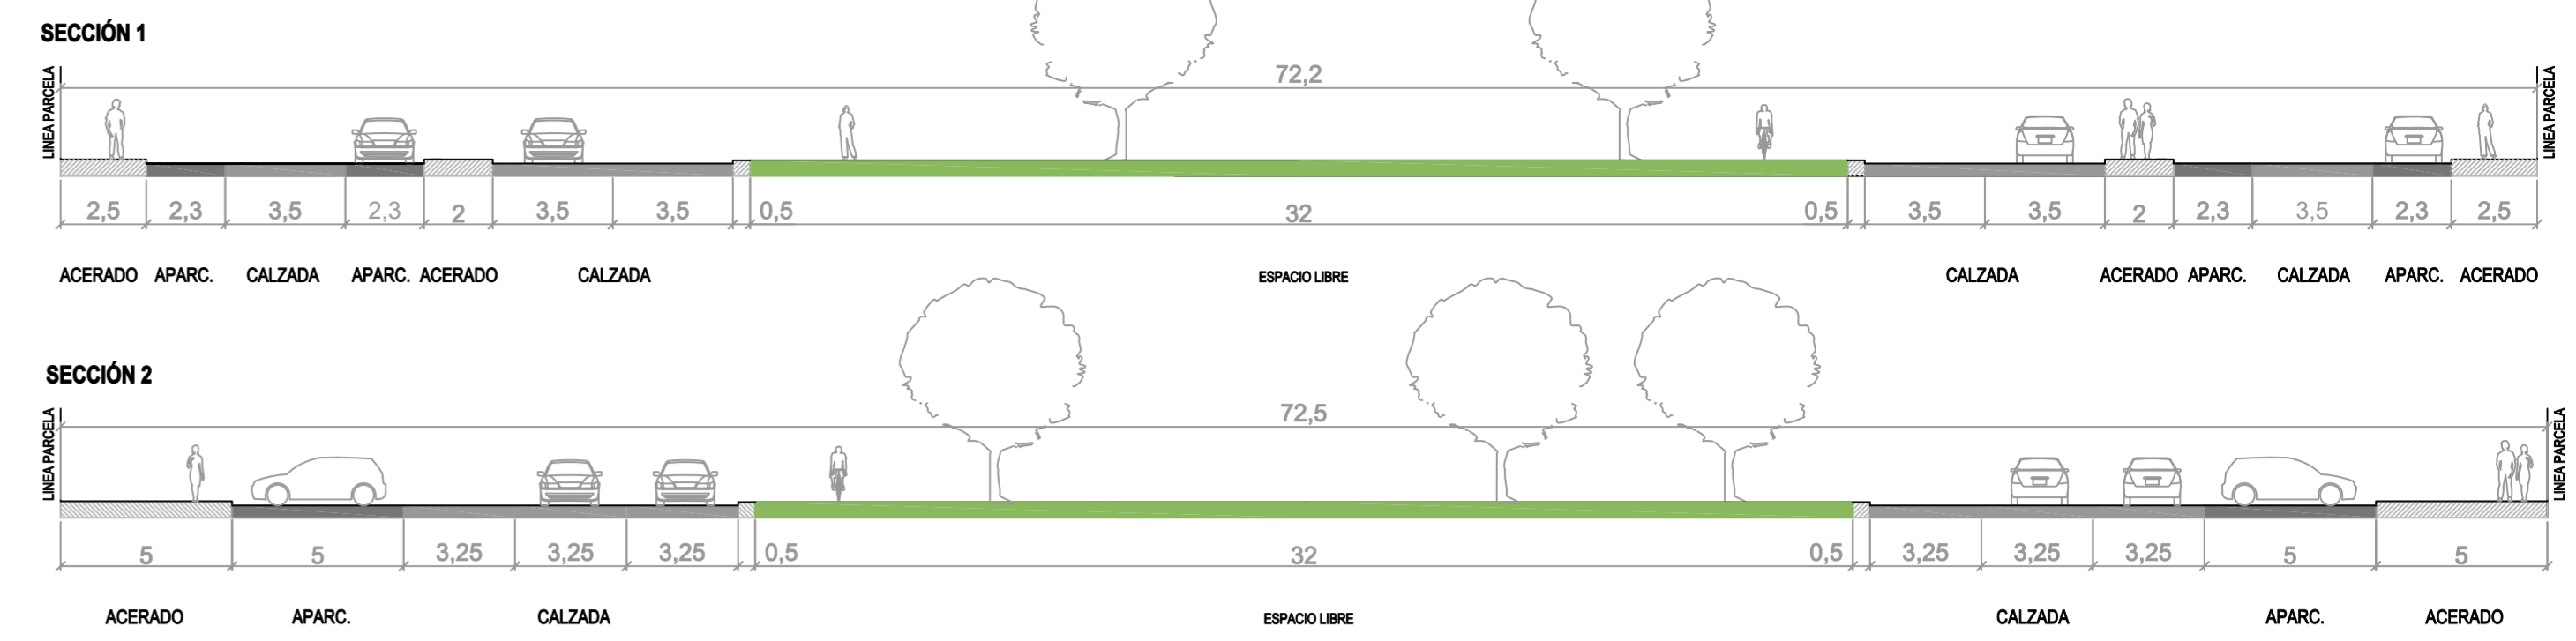 SECCIÓN 1
LINEA PARCELA
72,2
LINEA PARCELA
2,5 2,3 3,5 2,3 2 3,5 3,5 0,5 32 0,5 3,5 3,5 2 2,3 3,5 2,3 2,5
ACERADO APARC. CALZADA APARC. ACERADO CALZADA ESPACIO LIBRE CALZADA ACERADO APARC. CALZADA APARC. ACERADO
SECCIÓN 2
LINEA PARCELA
72,5
LINEA PARCELA
5 5 3,25 3,25 3,25 0,5 32 0,5 3,25 3,25 3,25 5 5
ACERADO APARC. CALZADA ESPACIO LIBRE CALZADA APARC. ACERADO